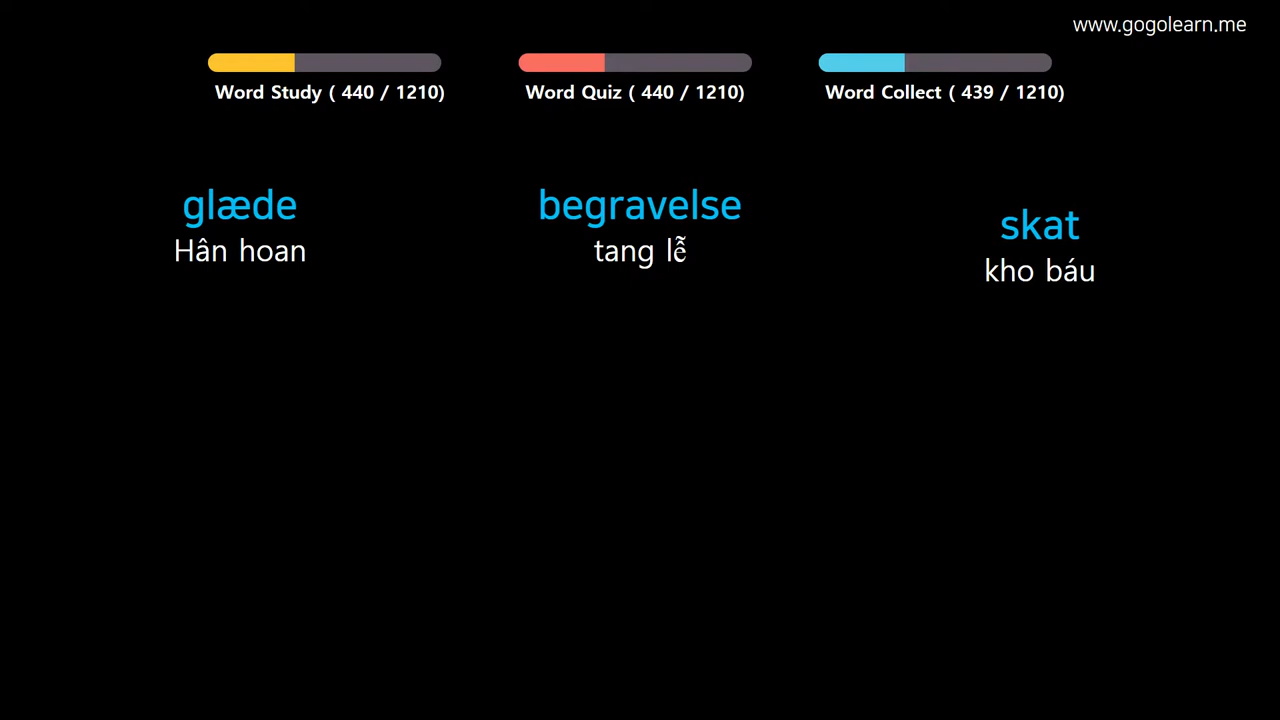 www.gogolearn.me
Word Study ( 440 / 1210)
Word Quiz ( 440 / 1210)
Word Collect ( 439 / 1210)
glæde
Hân hoan
begravelse
tang lễ
skat
kho báu